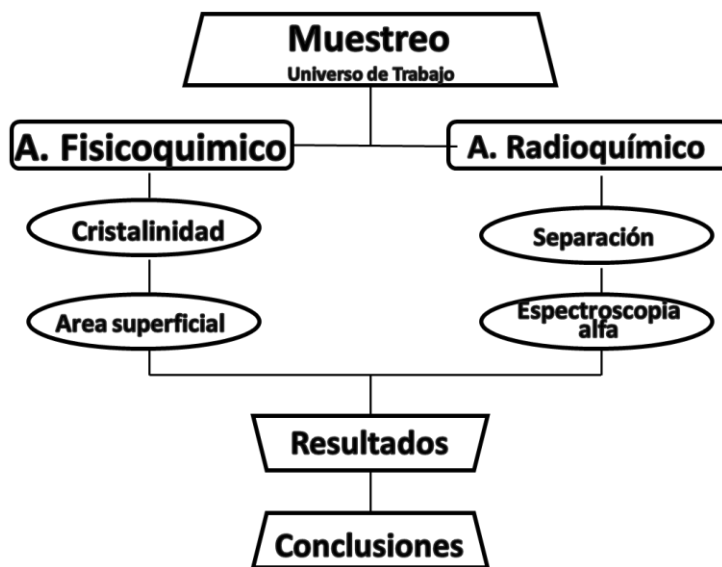 Muestreo
Universo de Trabajo
A. Fisicoquimico
A. Radioquímico
Cristalinidad
Separación
Area superficial
Espectroscopia
alfa
Resultados
Conclusiones